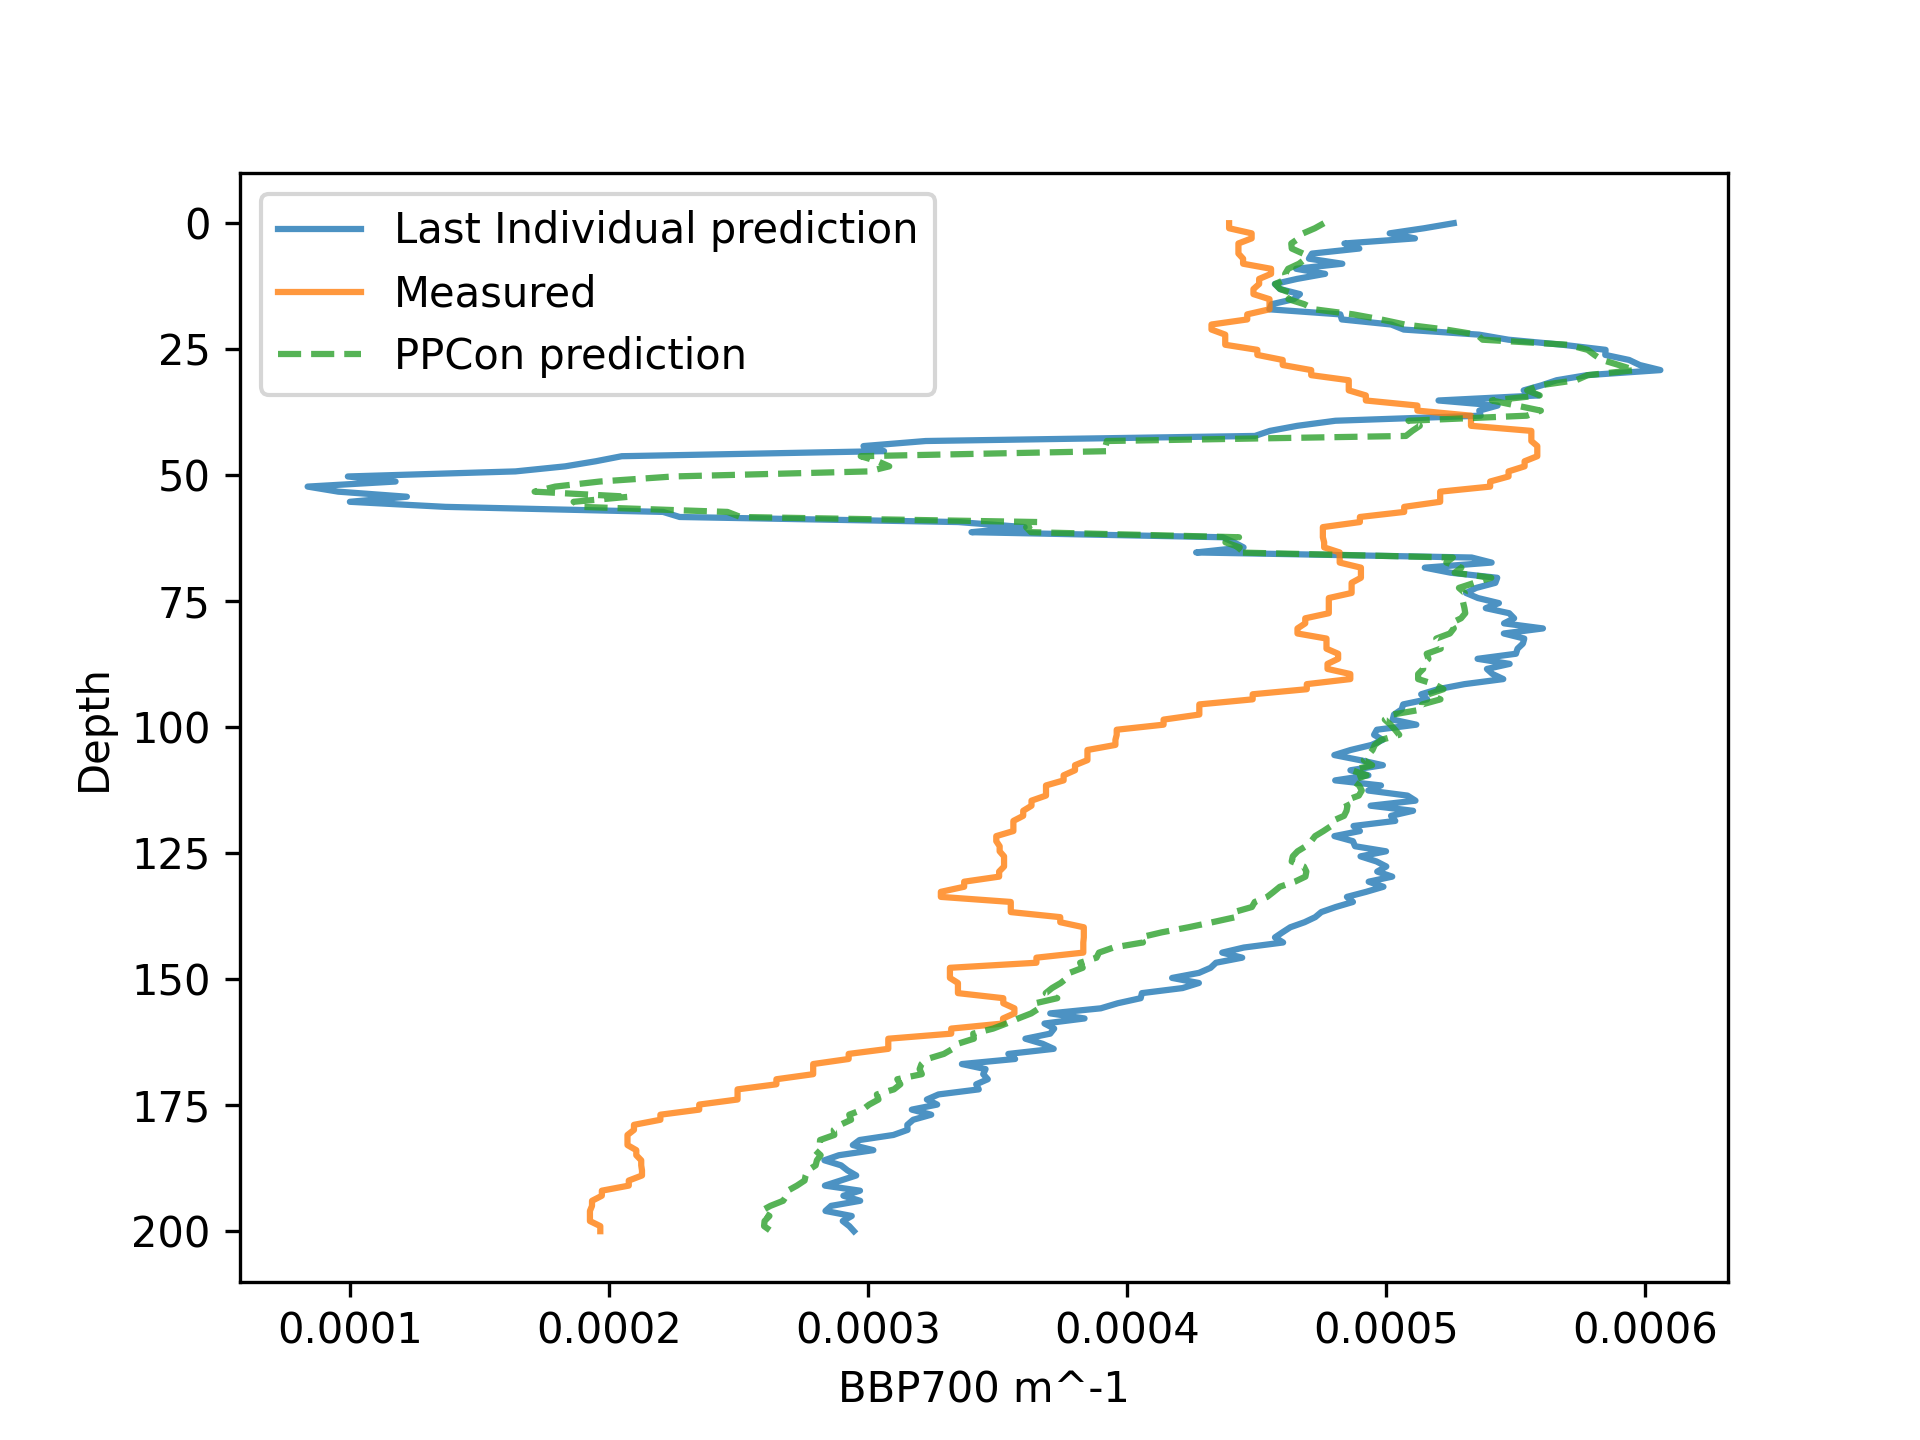 Last Individual prediction
Measured
PPCon prediction
0
25
50
75
100
125
150
175
200
Depth
0.0001 0.0002 0.0003 0.0004 0.0005 0.0006
BBP700 m^-1